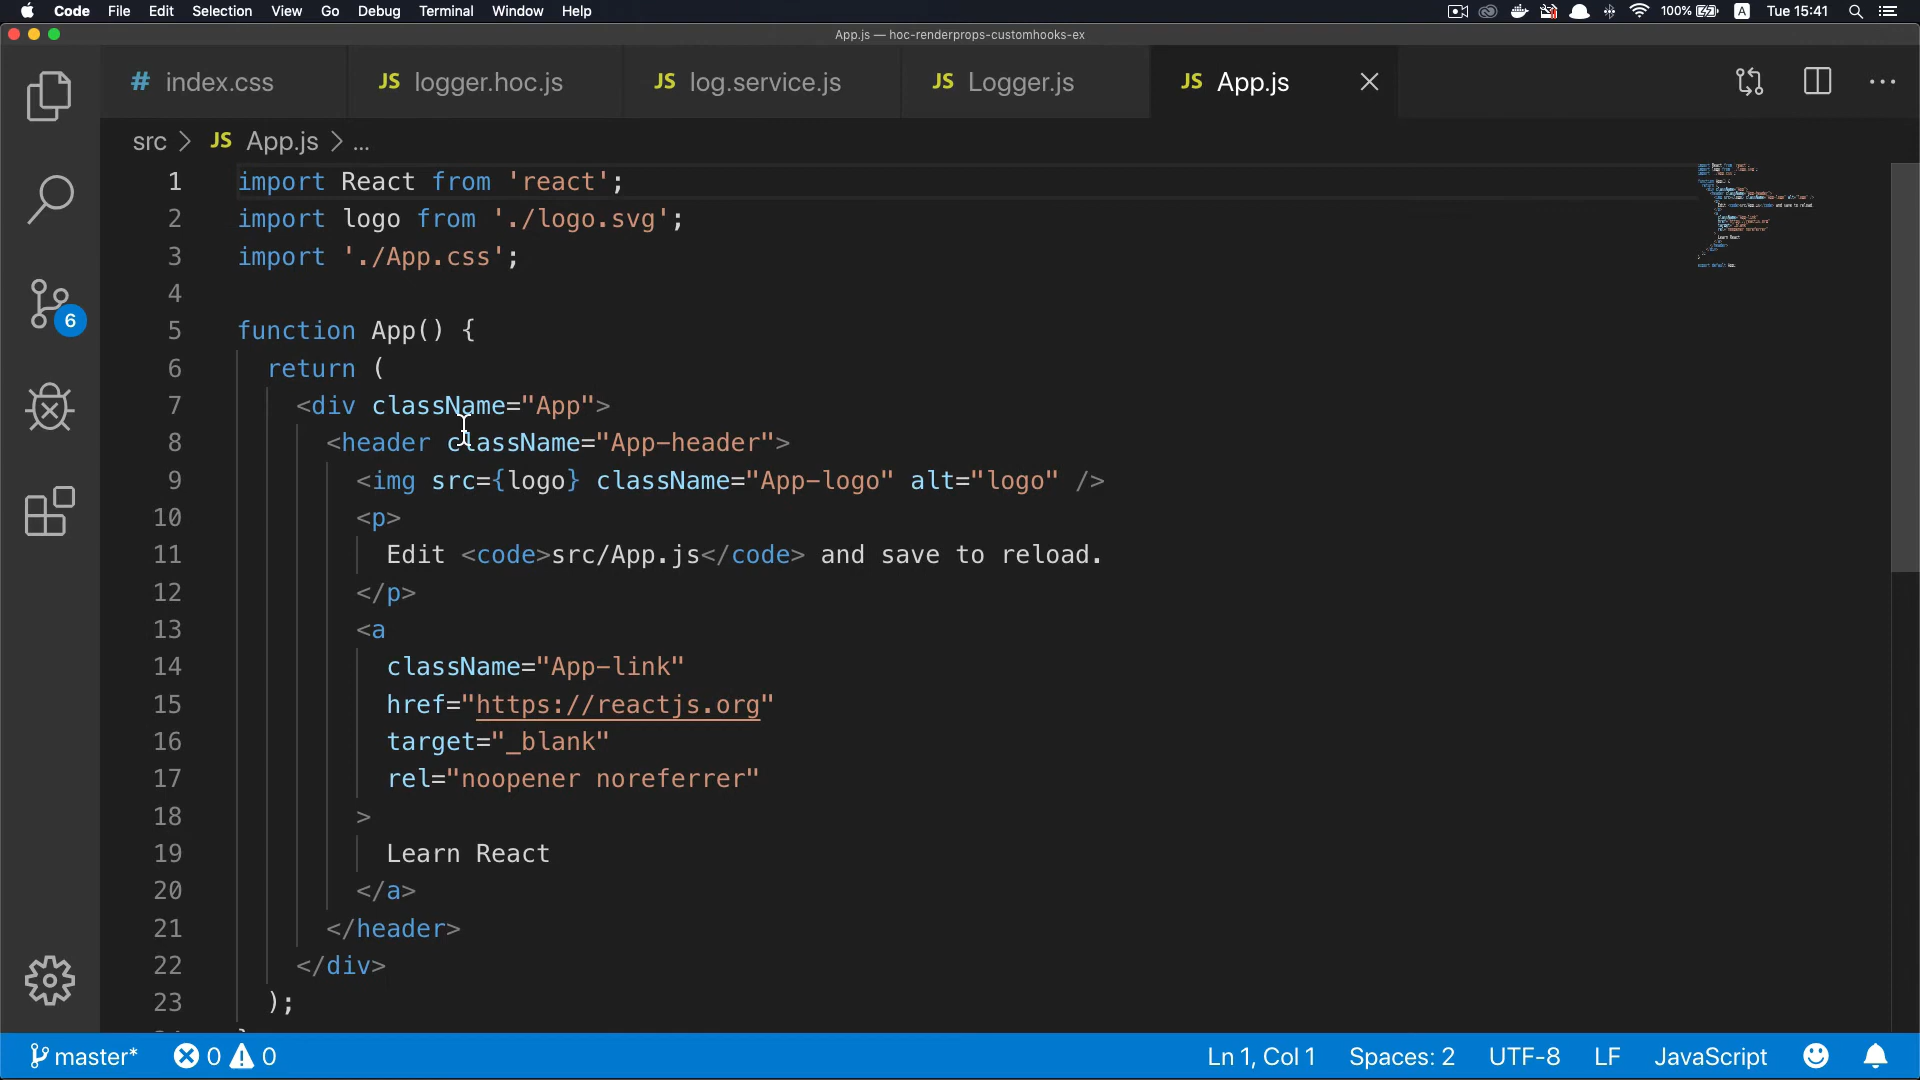 Code File Edit Selection View Go Debug Terminal Window Help 100% A Tue 15:41
App.js — hoc-renderprops-customhooks-ex
# index.css JS logger.hoc.js JS log.service.js JS Logger.js JS App.js
src > JS App.js > ...
1 import React from 'react';
2 import logo from './logo.svg';
3 import './App.css';
4
5 function App() {
6 return (
7 <div className="App">
8 <header className="App-header">
9 <img src={logo} className="App-logo" alt="logo" />
10 <p>
11 Edit <code>src/App.js</code> and save to reload.
12 </p>
13 <a
14 className="App-link"
15 href="https://reactjs.org"
16 target="_blank"
17 rel="noopener noreferrer"
18 >
19 Learn React
20 </a>
21 </header>
22 </div>
23 );
6
master* 0 0 Ln 1, Col 1 Spaces: 2 UTF-8 LF JavaScript